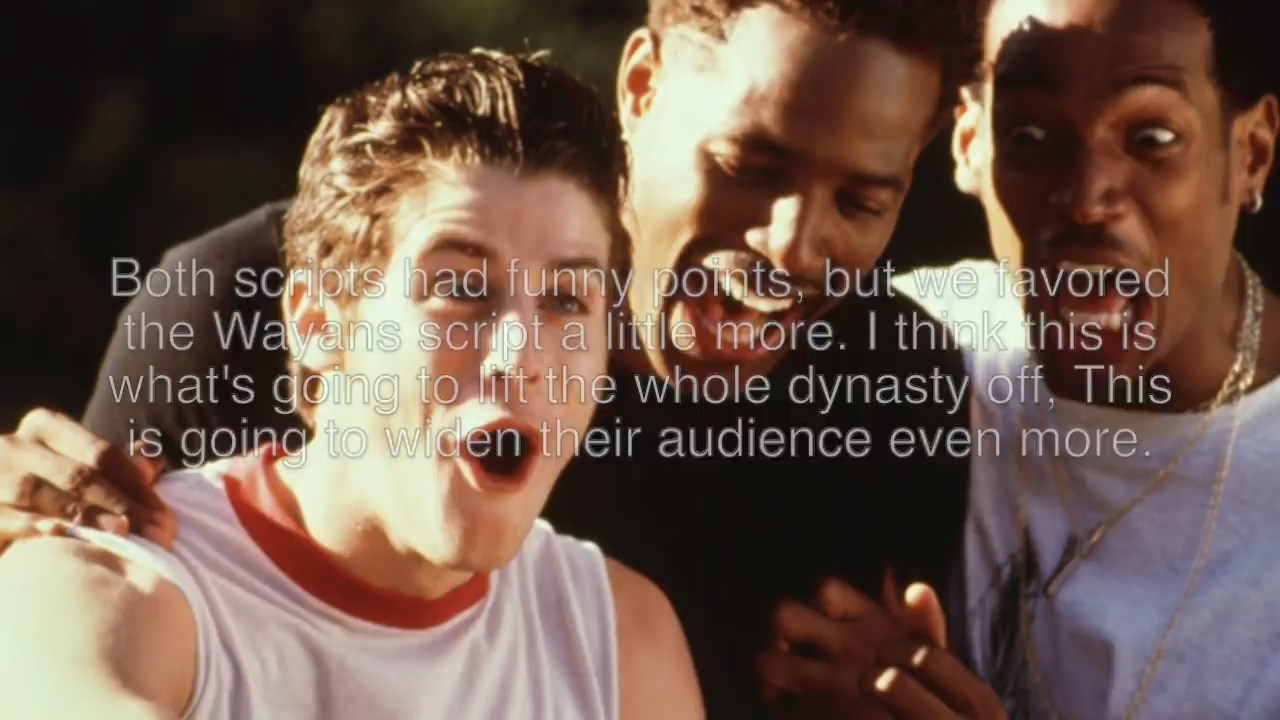 Both scripts had funny points, but we favored
the Wayans script a little more. I think this is
what's going to lift the whole dynasty off, This
is going to widen their audience even more.